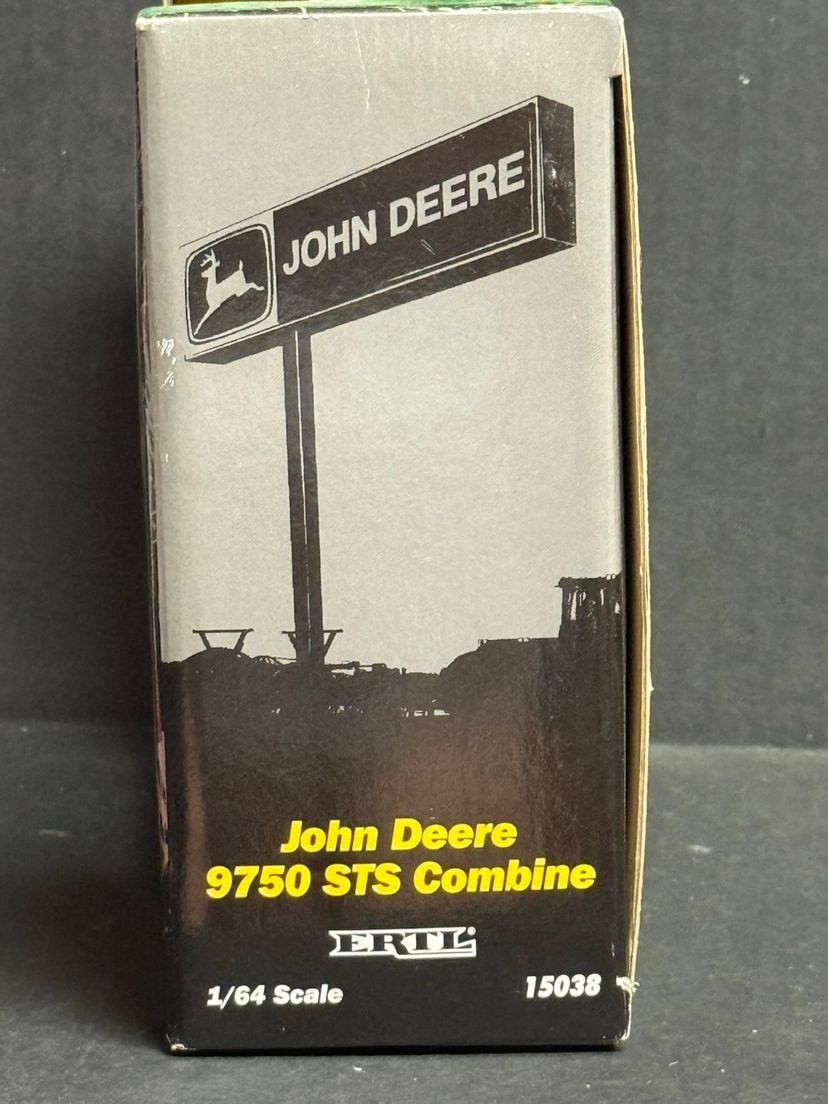 JOHN DEERE
John Deere
9750 STS Combine
ERTL®
1/64 Scale
15038